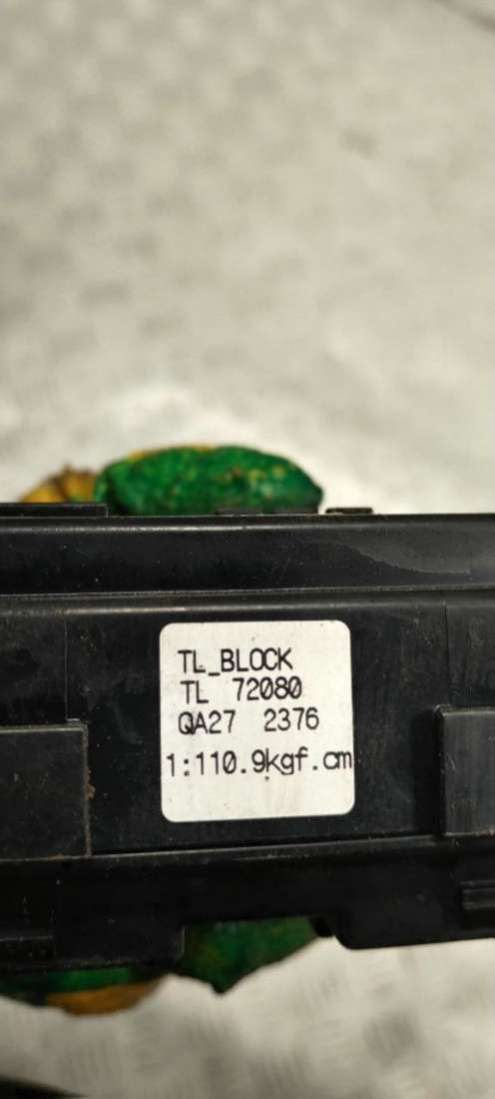 TL_BLOCK
TL 72080
QA27 2376
1:110.9kgf.cm